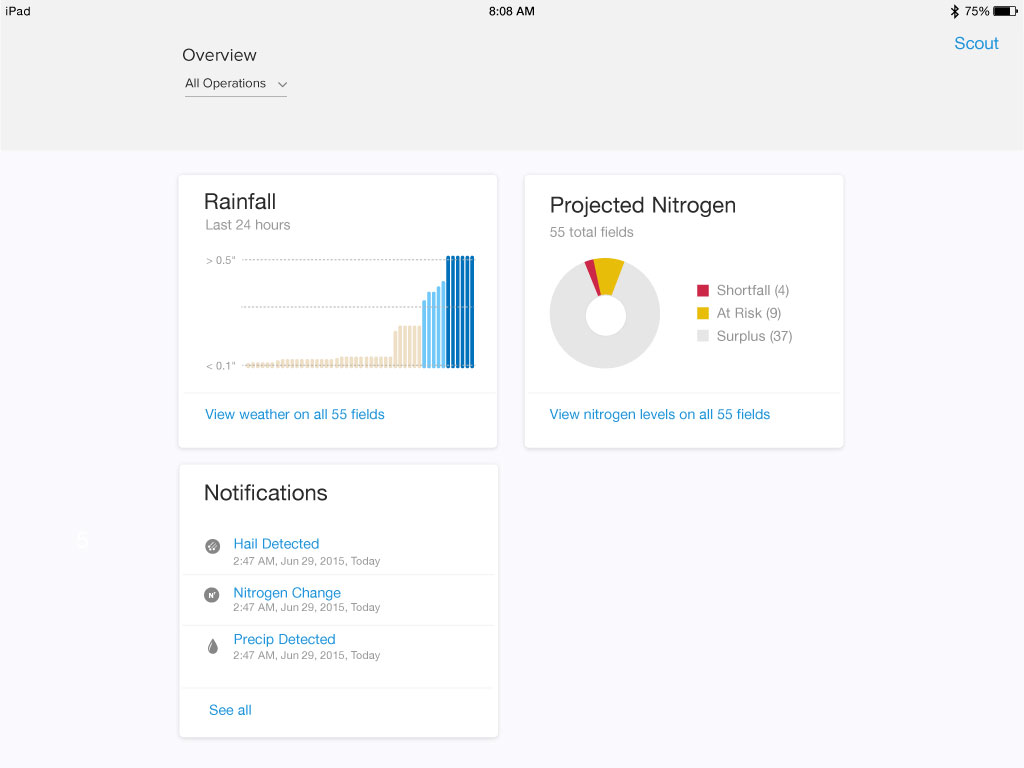 iPad
8:08 AM
75%
Scout
Overview
All Operations
Rainfall
Last 24 hours
> 0.5"
< 0.1"
View weather on all 55 fields
Projected Nitrogen
55 total fields
Shortfall (4)
At Risk (9)
Surplus (37)
View nitrogen levels on all 55 fields
Notifications
Hail Detected
2:47 AM, Jun 29, 2015, Today
Nitrogen Change
2:47 AM, Jun 29, 2015, Today
Precip Detected
2:47 AM, Jun 29, 2015, Today
See all
5